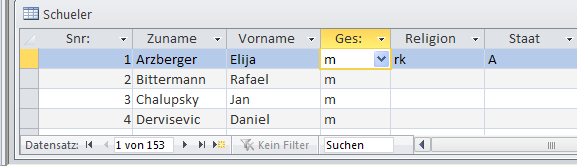 Schueler
Snr: Zuname Vorname Ges: Religion Staat
1 Arzberger Elija m rk A
2 Bittermann Rafael m
3 Chalupsky Jan m
4 Dervisevic Daniel m
Datensatz: 1 von 153 Kein Filter Suchen